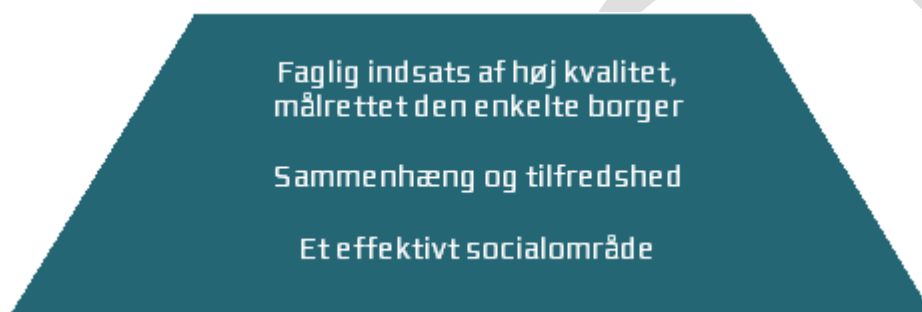 Faglig indsats af høj kvalitet,
målrettet den enkelte borger
Sammenhæng og tilfredshed
Et effektivt socialområde